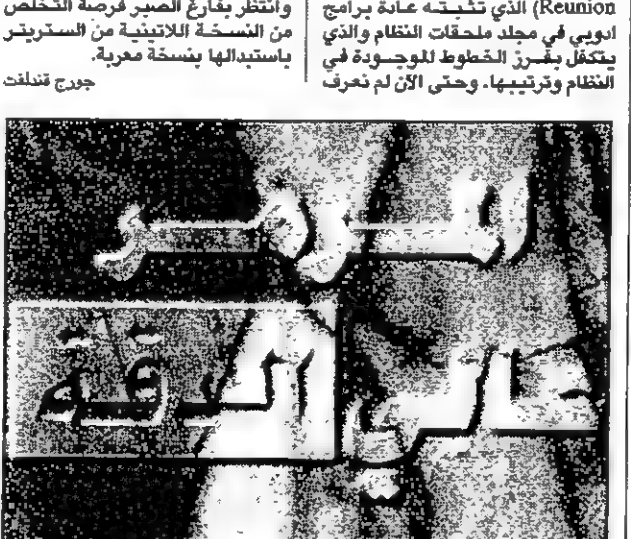 Reunion) الذي تثبته عادة برامج
ادوبي في مجلد ملحقات النظام والذي
يتكفل بفرز الخطوط الموجودة في
النظام وترتيبها. وحتى الآن لم نعرف
وانتظر بفارغ الصبر فرصة التخلص
من النسخة اللاتينية من الستريتر
باستبدالها بنسخة معربة.
جورج قندلفت
المرمز
عالي الدقة